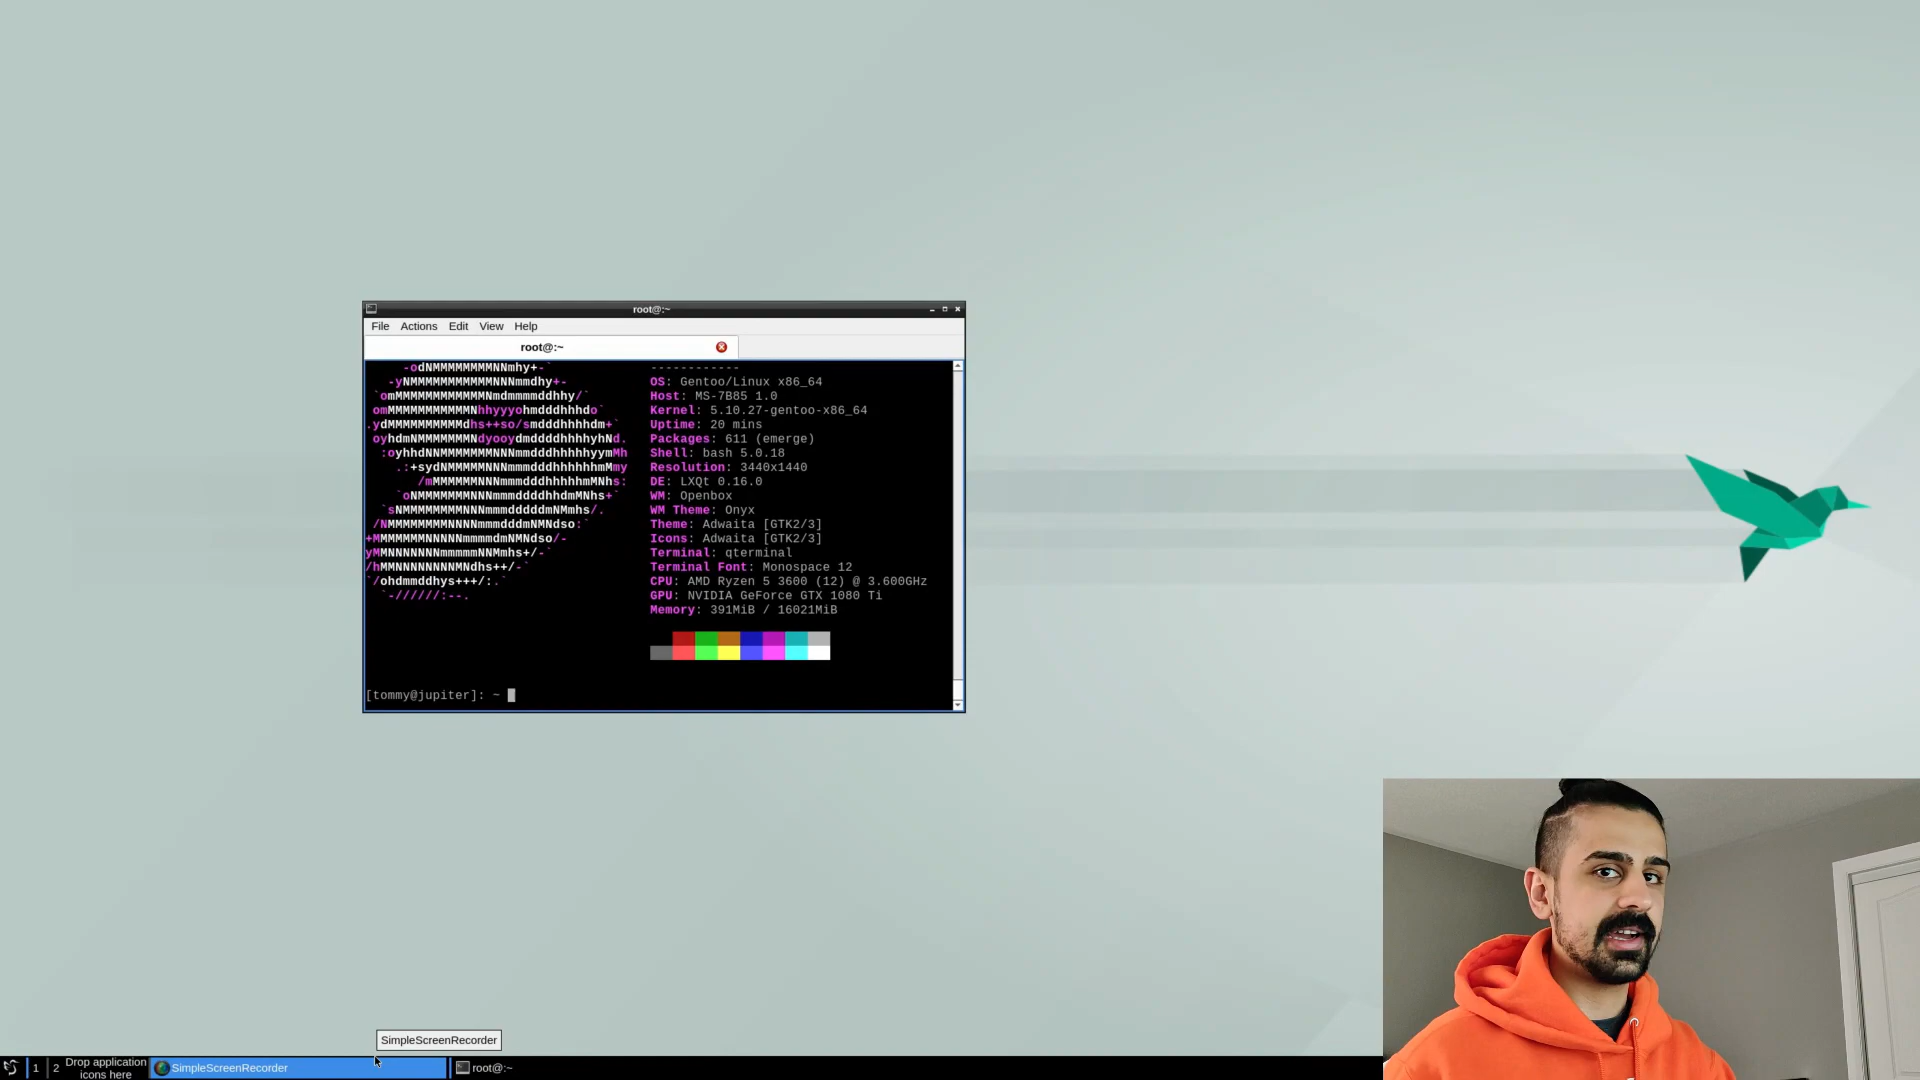 root@:~
File Actions Edit View Help
root@:~
------------
OS: Gentoo/Linux x86_64
Host: MS-7B85 1.0
Kernel: 5.10.27-gentoo-x86_64
Uptime: 20 mins
Packages: 611 (emerge)
Shell: bash 5.0.18
Resolution: 3440x1440
DE: LXQt 0.16.0
WM: Openbox
WM Theme: Onyx
Theme: Adwaita [GTK2/3]
Icons: Adwaita [GTK2/3]
Terminal: qterminal
Terminal Font: Monospace 12
CPU: AMD Ryzen 5 3600 (12) @ 3.600GHz
GPU: NVIDIA GeForce GTX 1080 Ti
Memory: 391MiB / 16021MiB
[tommy@jupiter]: ~
SimpleScreenRecorder
1 2 Drop application
icons here
SimpleScreenRecorder
root@:~